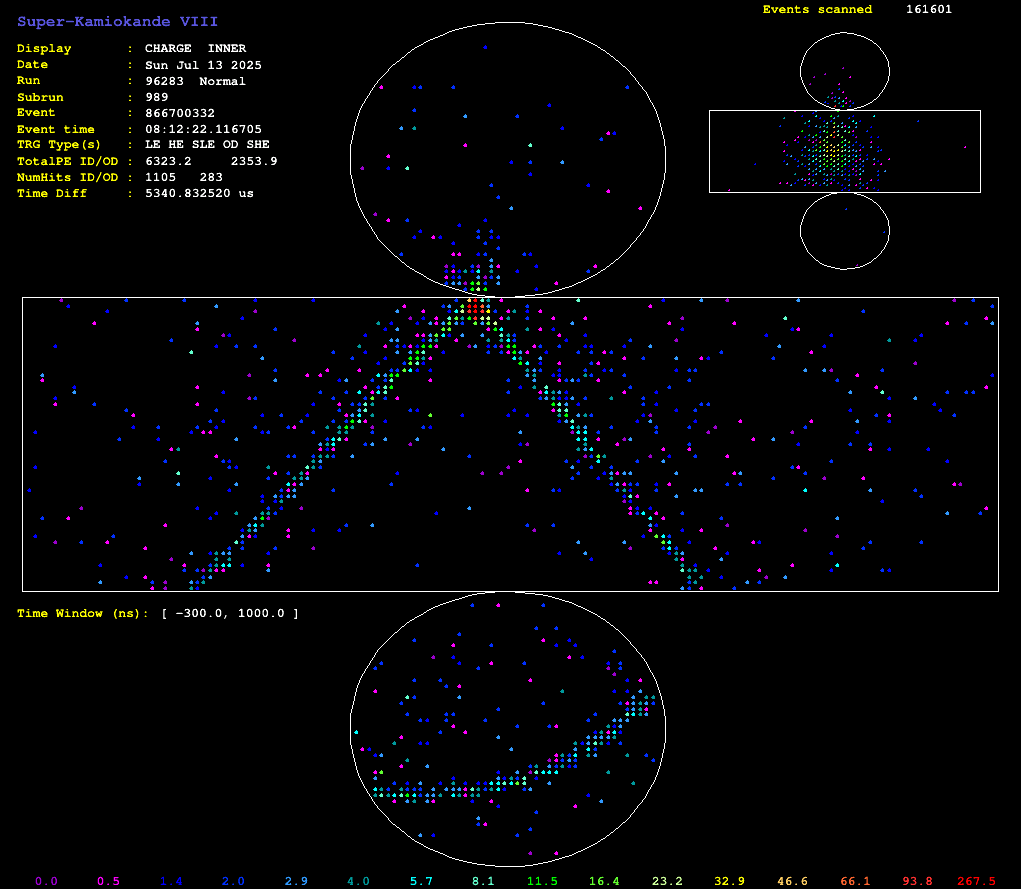 Super-Kamiokande VIII
Events scanned 161601
Display : CHARGE INNER
Date : Sun Jul 13 2025
Run : 96283 Normal
Subrun : 989
Event : 866700332
Event time : 08:12:22.116705
TRG Type(s) : LE HE SLE OD SHE
TotalPE ID/OD : 6323.2 2353.9
NumHits ID/OD : 1105 283
Time Diff : 5340.832520 us
Time Window (ns): [ -300.0, 1000.0 ]
0.0 0.5 1.4 2.0 2.9 4.0 5.7 8.1 11.5 16.4 23.2 32.9 46.6 66.1 93.8 267.5